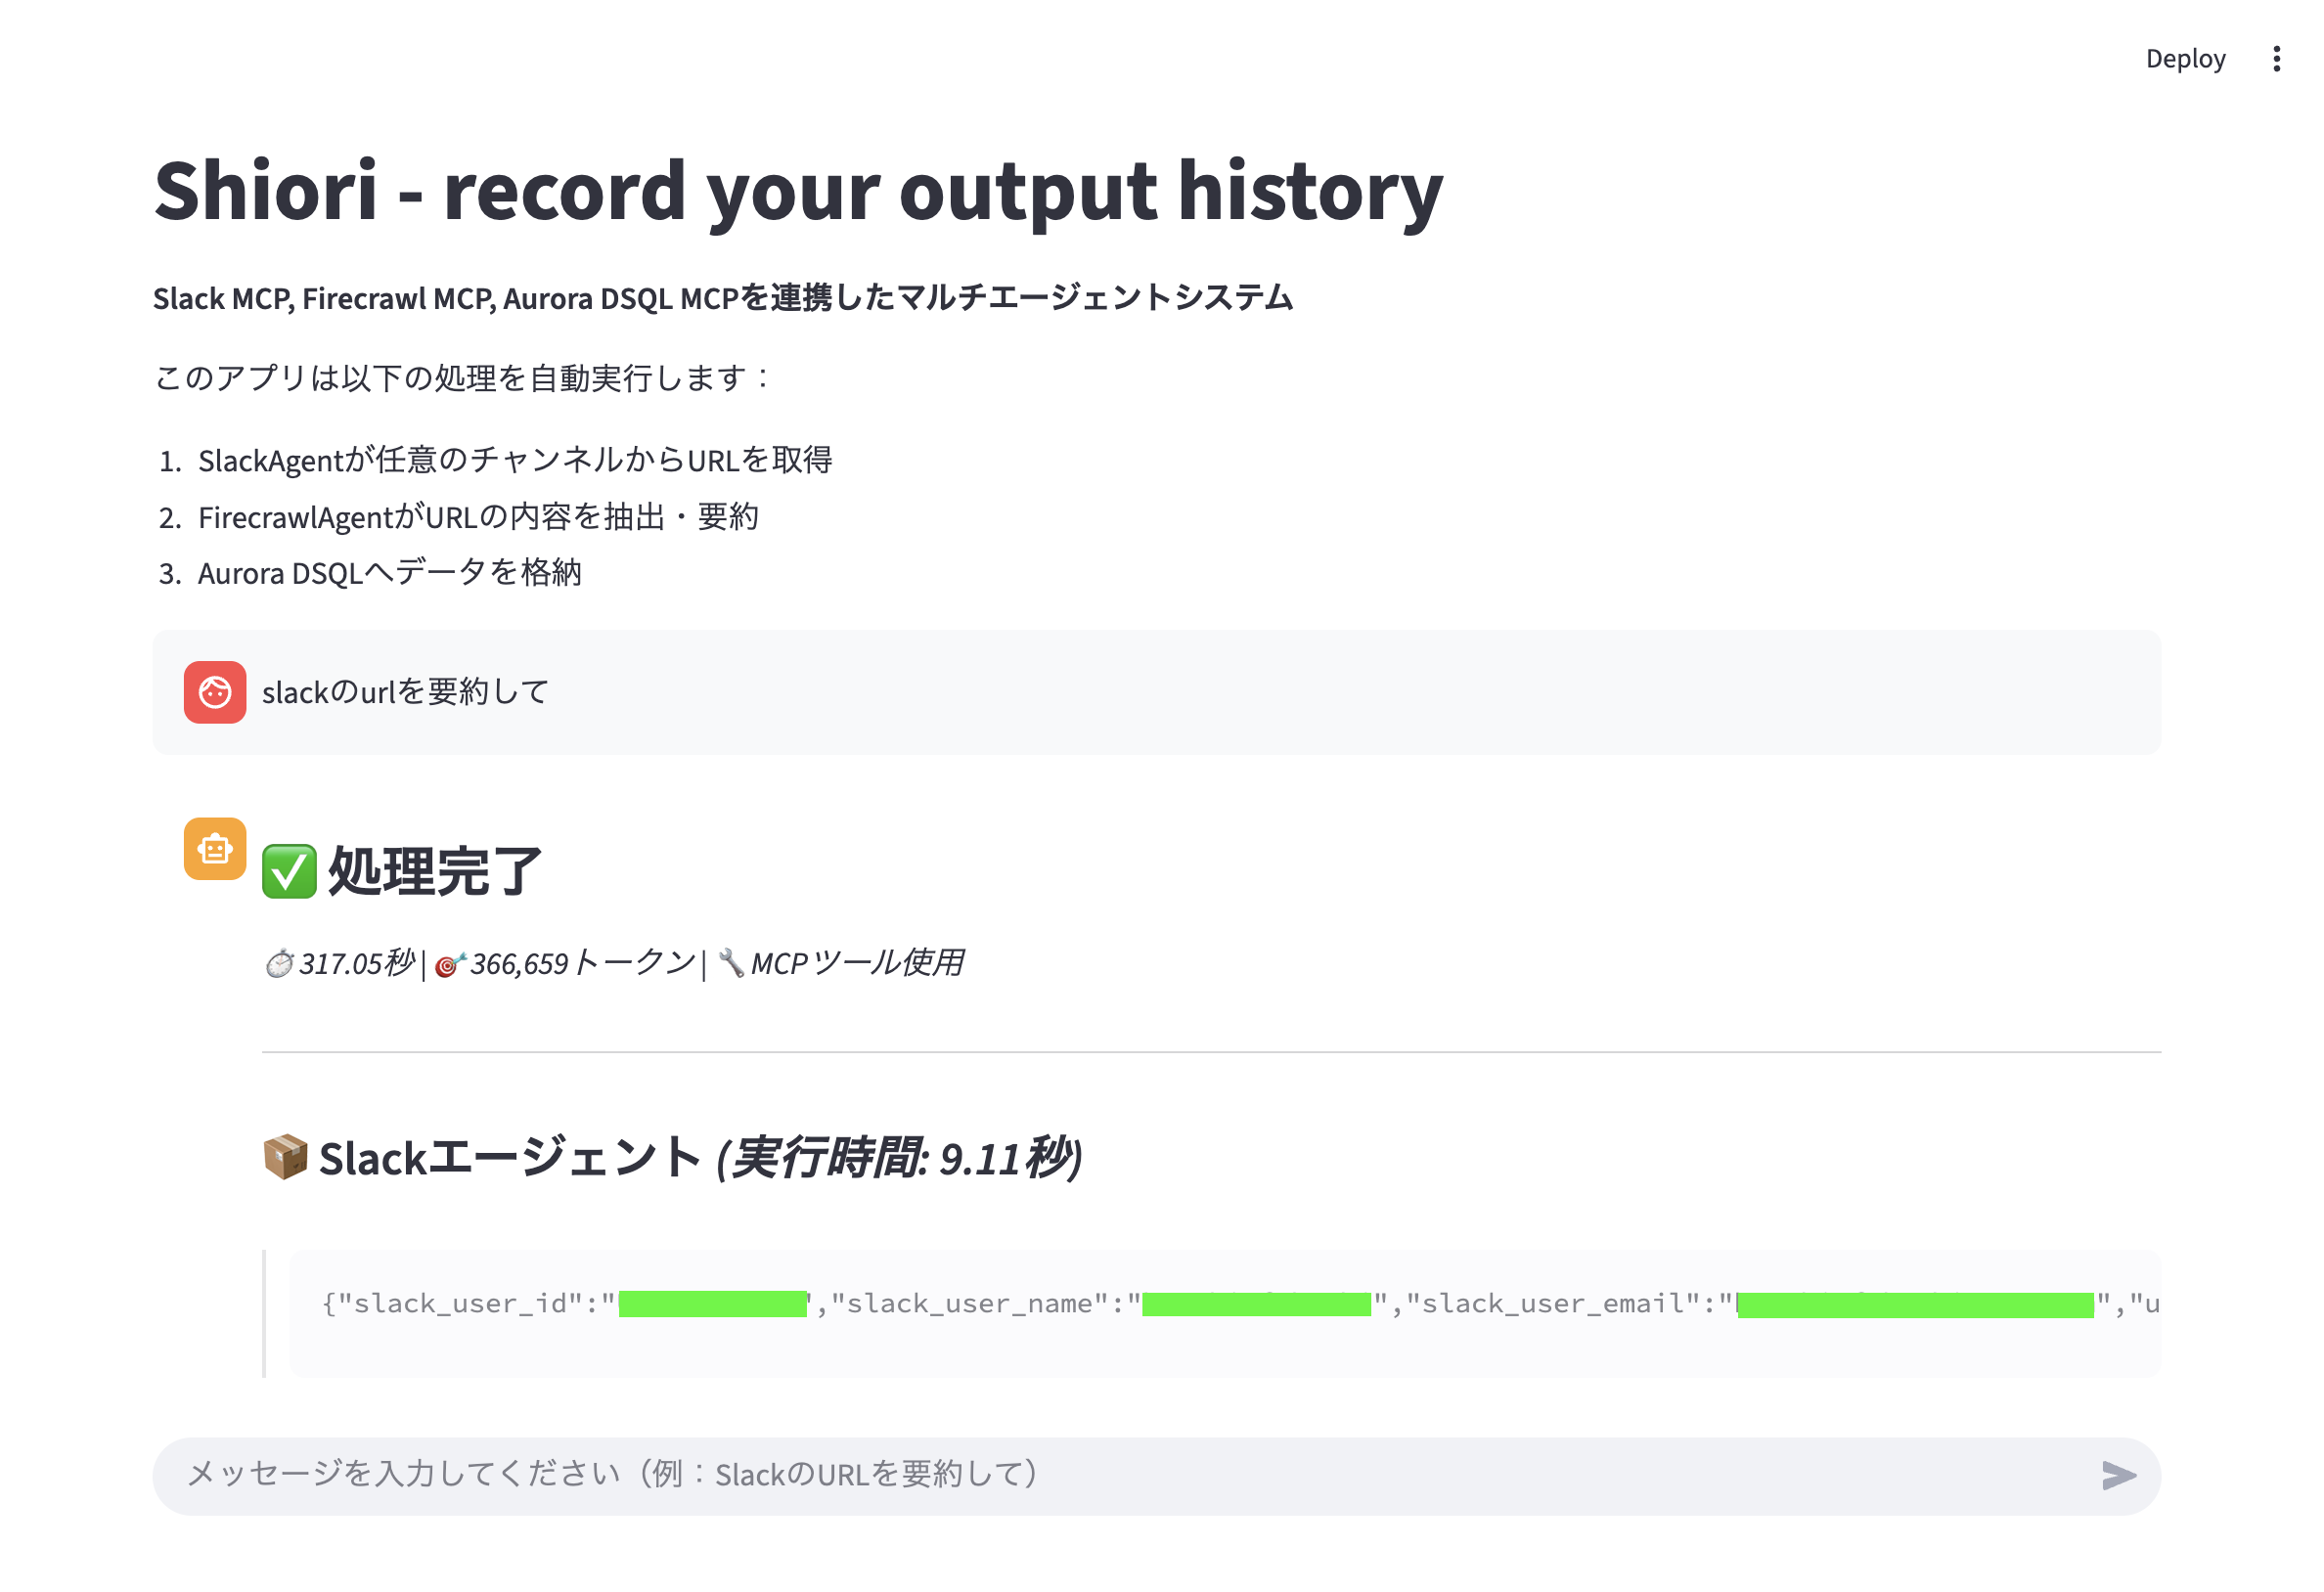 Deploy
Shiori - record your output history
Slack MCP, Firecrawl MCP, Aurora DSQL MCPを連携したマルチエージェントシステム
このアプリは以下の処理を自動実行します：
1. SlackAgentが任意のチャンネルからURLを取得
2. FirecrawlAgentがURLの内容を抽出・要約
3. Aurora DSQLへデータを格納
slackのurlを要約して
✅ 処理完了
⏱️ 317.05秒 | 🎯 366,659トークン | 🔧 MCPツール使用
📦 Slackエージェント (実行時間: 9.11秒)
{"slack_user_id":" ","slack_user_name":" ","slack_user_email":" ","u
メッセージを入力してください（例：SlackのURLを要約して）